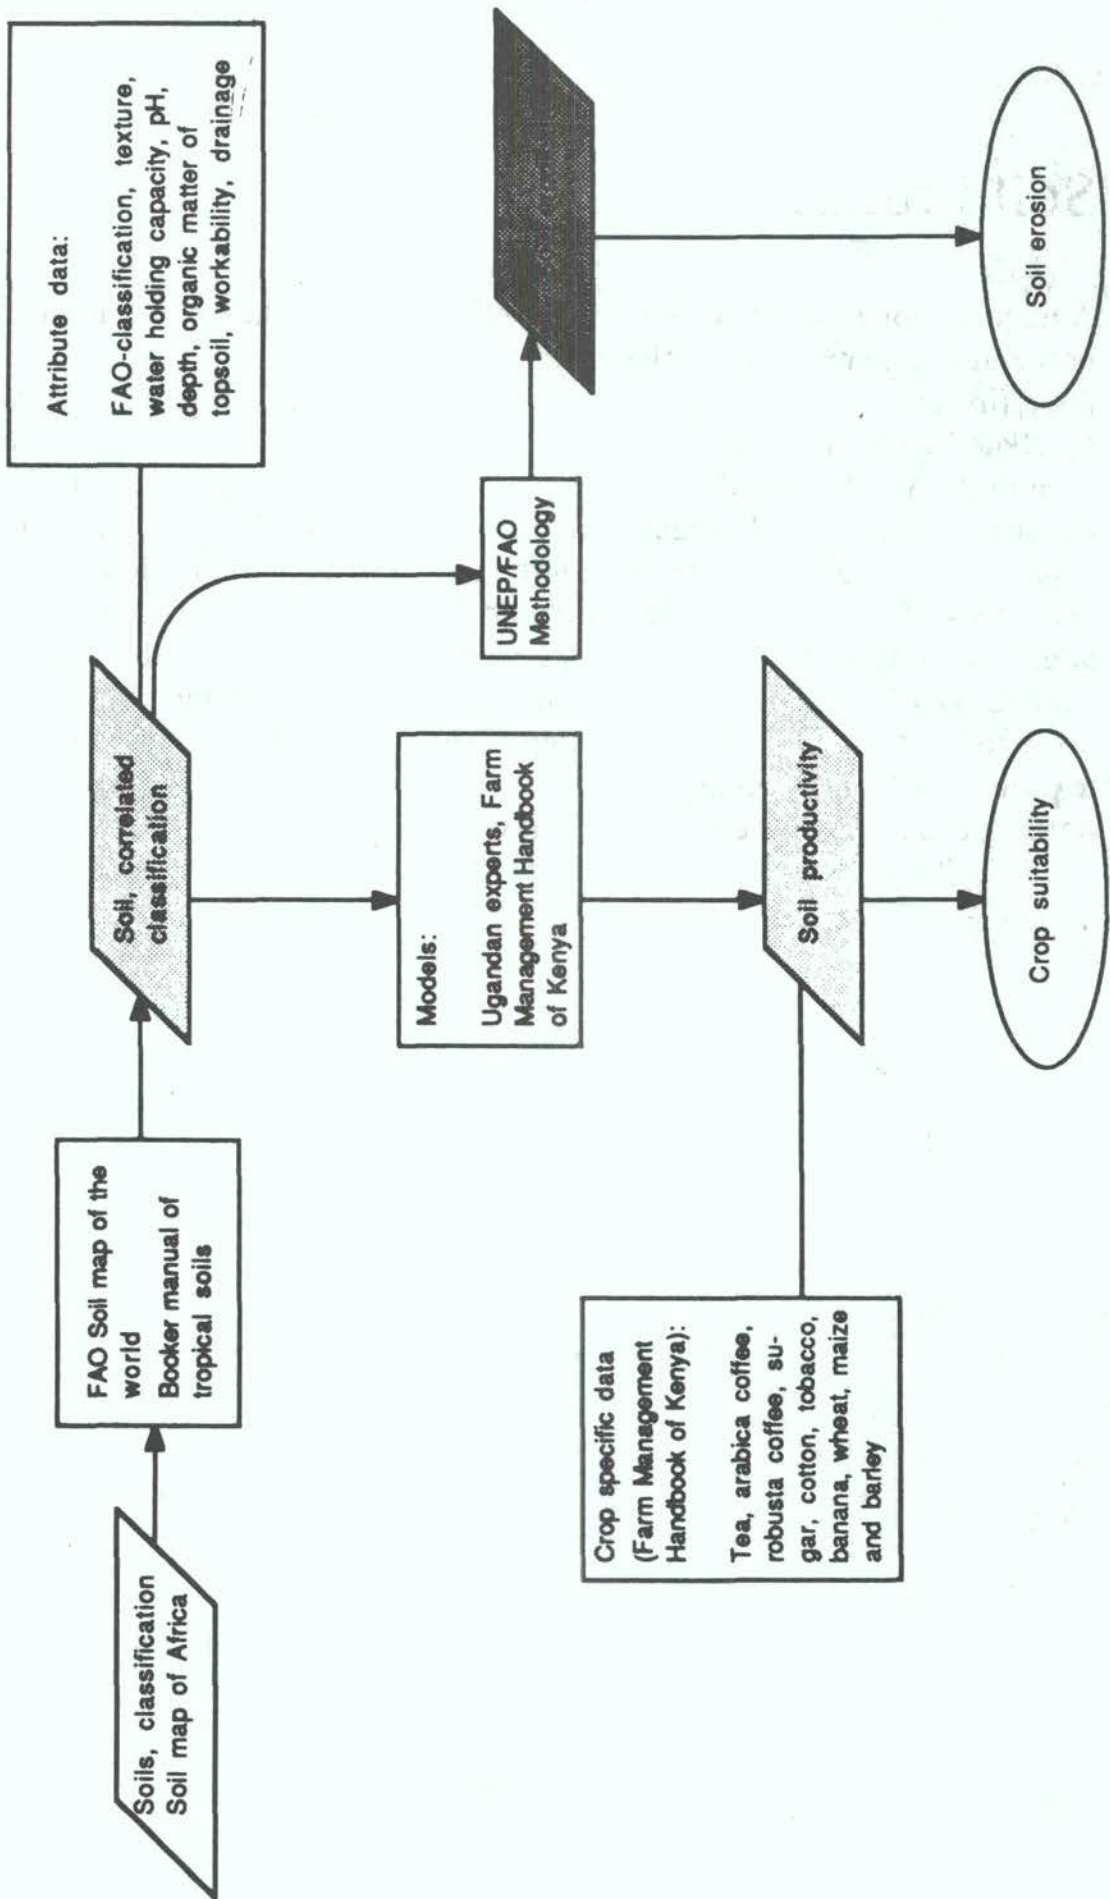 Soils, classification
Soil map of Africa
FAO Soil map of the
world
Booker manual of
tropical soils
Soil, correlated
classification
Attribute data:
FAO-classification, texture,
water holding capacity, pH,
depth, organic matter of
topsoil, workability, drainage
Models:
Ugandan experts, Farm
Management Handbook
of Kenya
UNEP/FAO
Methodology
Crop specific data
(Farm Management
Handbook of Kenya):
Tea, arabica coffee,
robusta coffee, su-
gar, cotton, tobacco,
banana, wheat, maize
and barley
Soil productivity
Crop suitability
Soil erosion